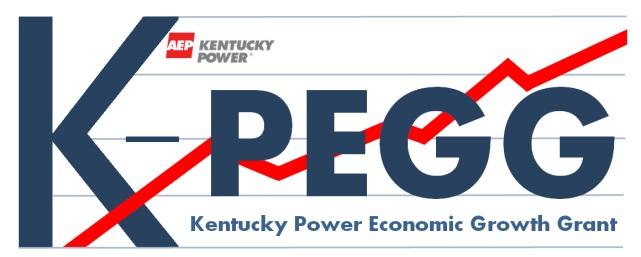 AEP KENTUCKY
POWER®
K-PEGG
Kentucky Power Economic Growth Grant